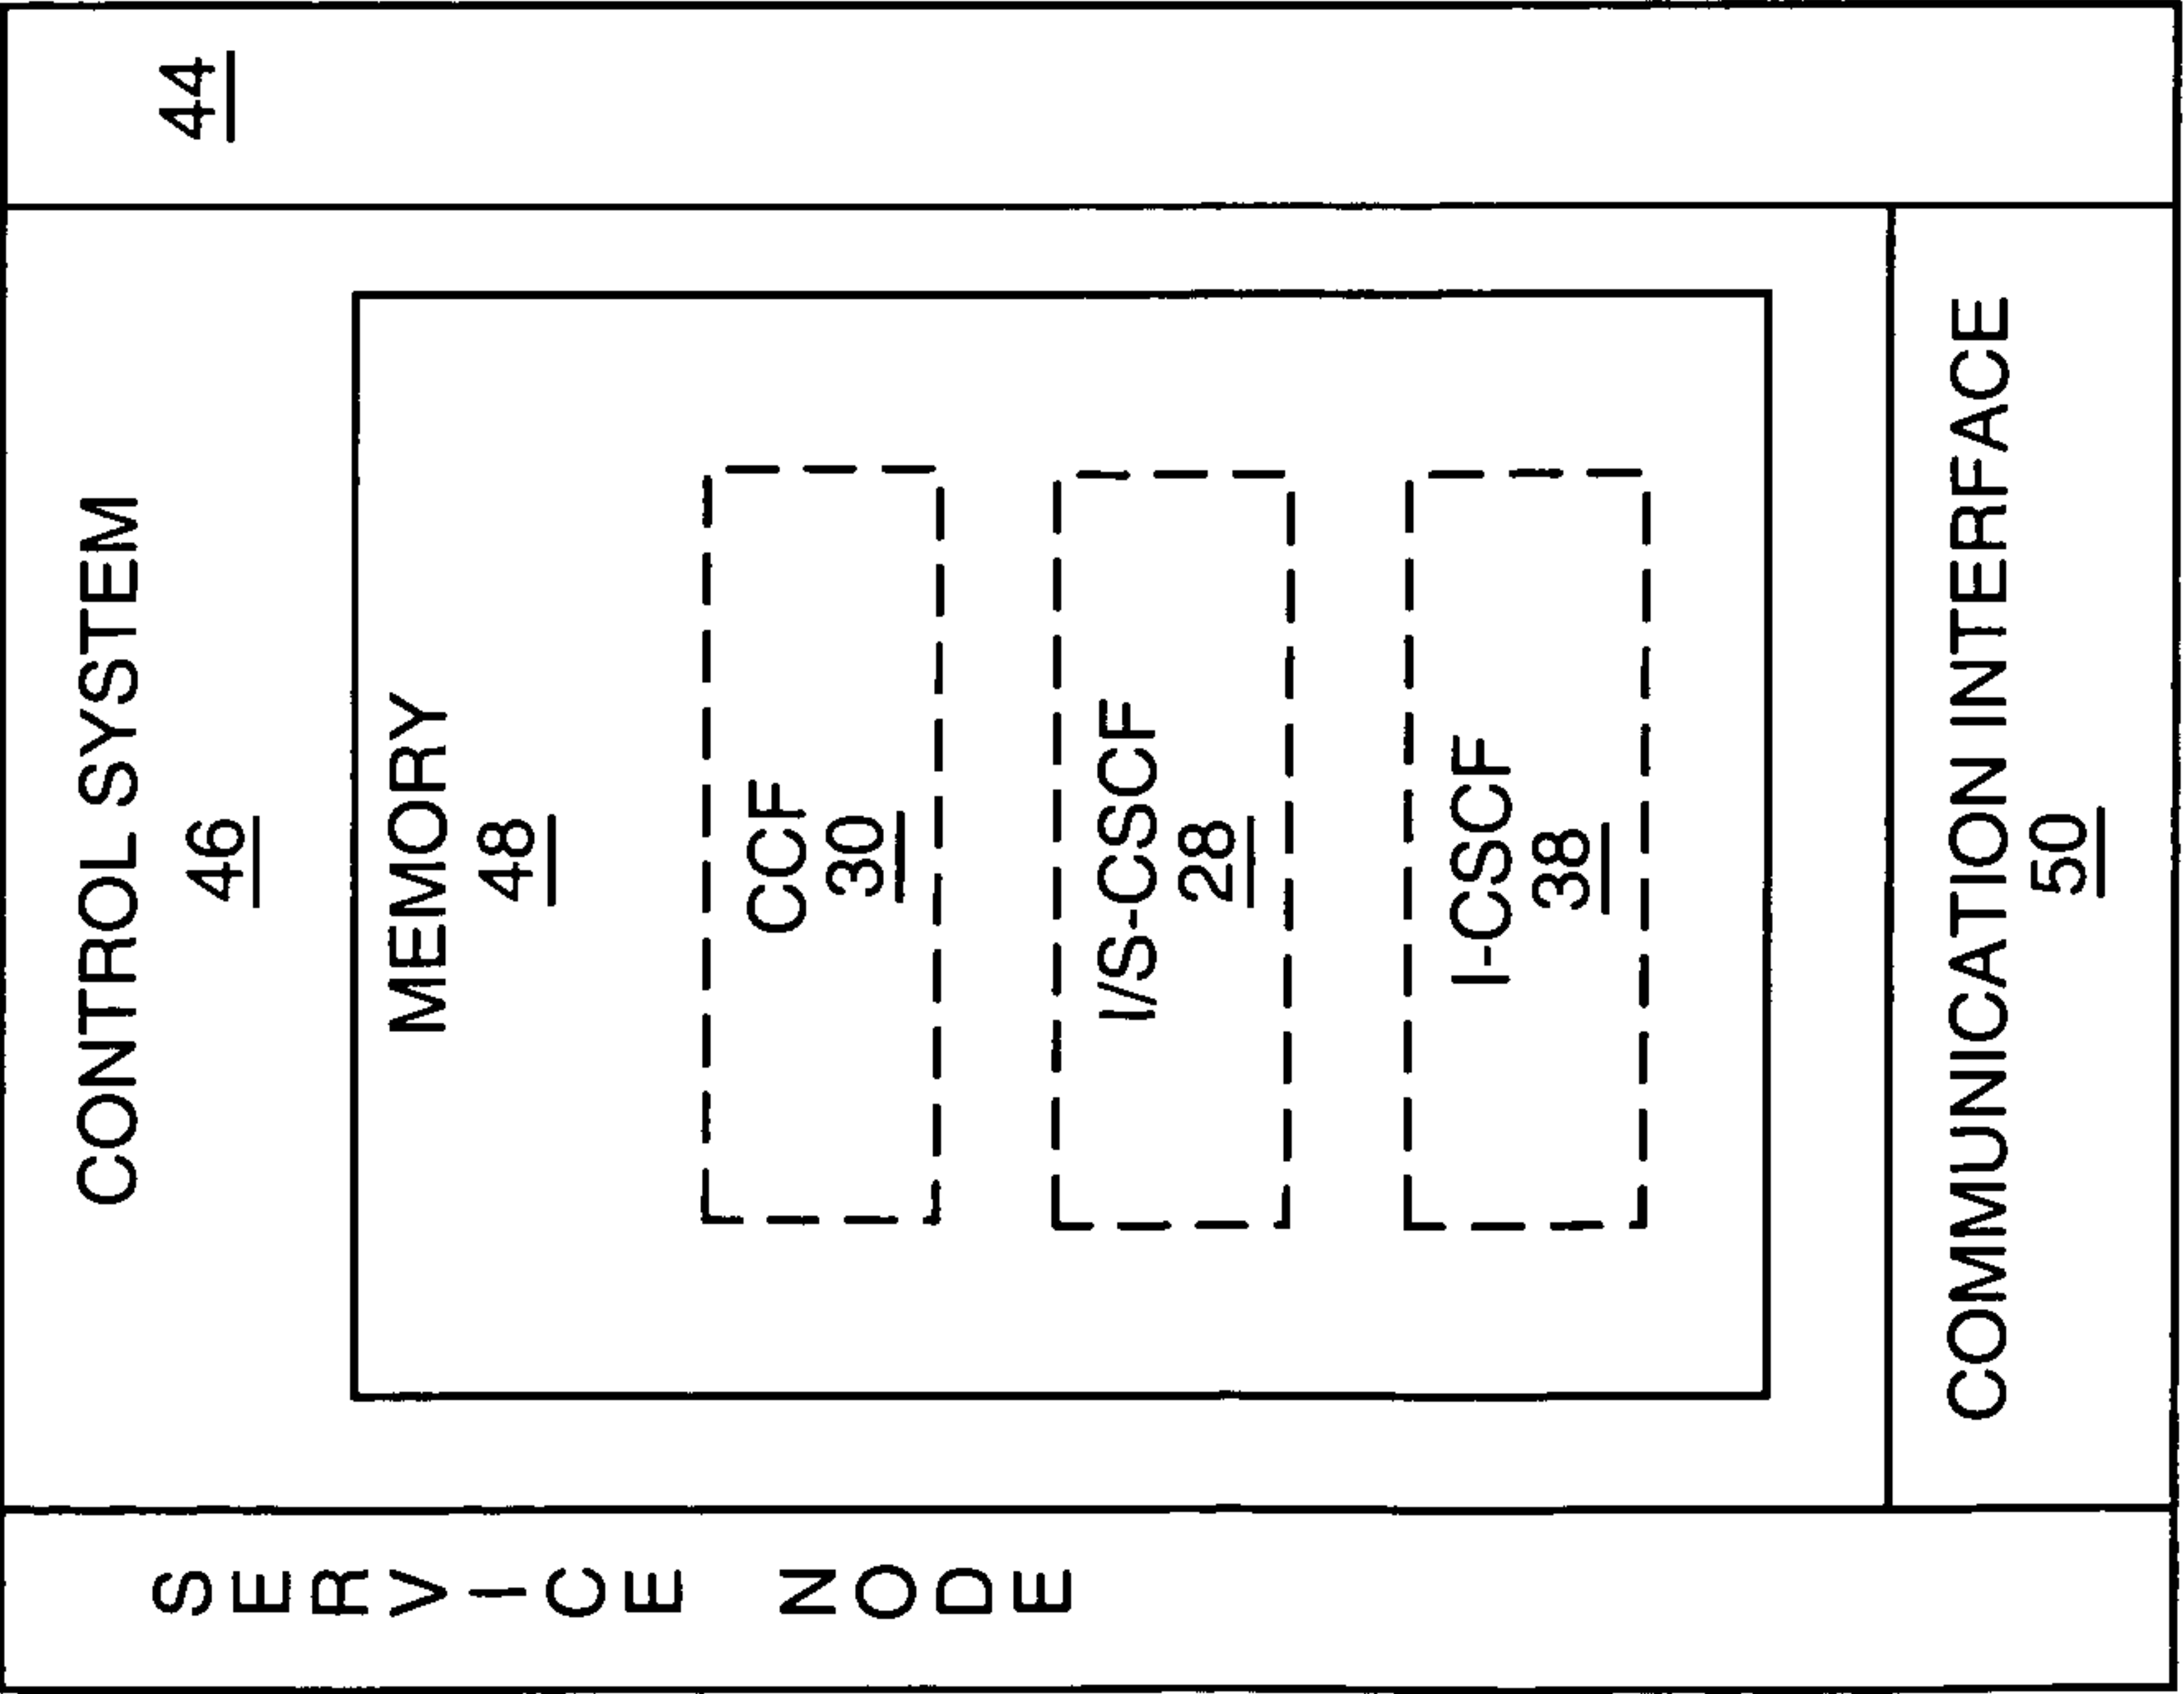 SERVICE NODE
CONTROL SYSTEM
46
MEMORY
48
CCF
30
I/S-CSCF
28
I-CSCF
38
COMMUNICATION INTERFACE
50
44